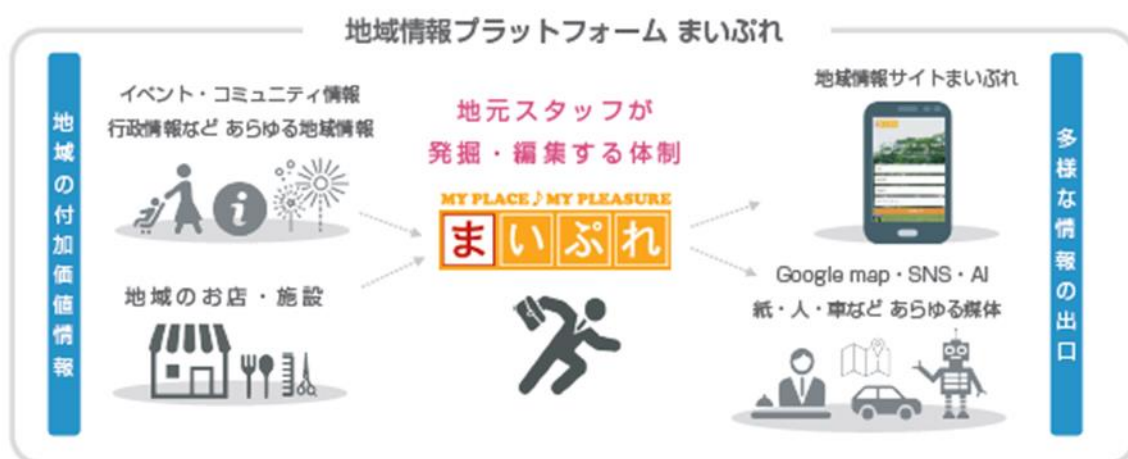 地域情報プラットフォーム まいぷれ
地域の付加価値情報
イベント・コミュニティ情報
行政情報など あらゆる地域情報
地域のお店・施設
地元スタッフが
発掘・編集する体制
MY PLACE♪MY PLEASURE
まいぷれ
地域情報サイトまいぷれ
Google map・SNS・AI
紙・人・車など あらゆる媒体
多様な情報の出口